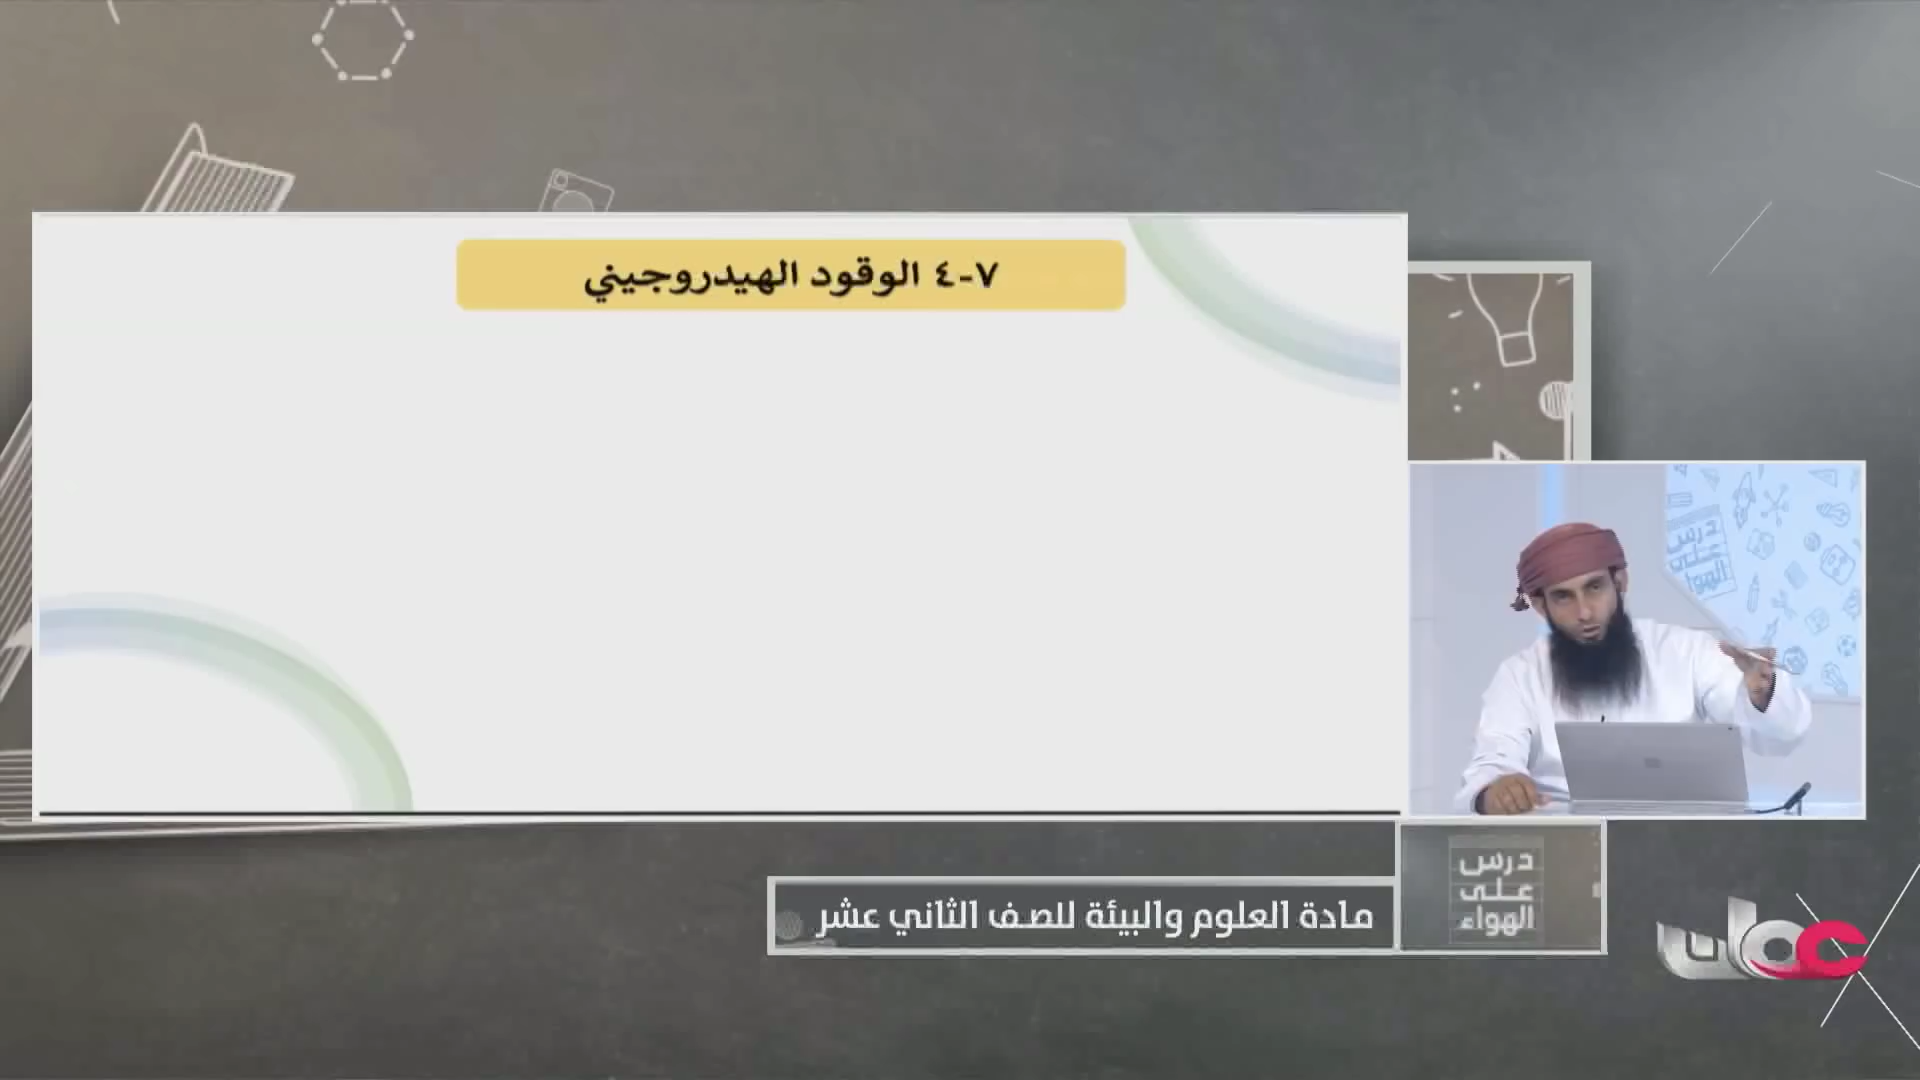 ٧-٤ الوقود الهيدروجيني
درس
على
الهواء
درس
على
الهواء
مادة العلوم والبيئة للصف الثاني عشر
عمان